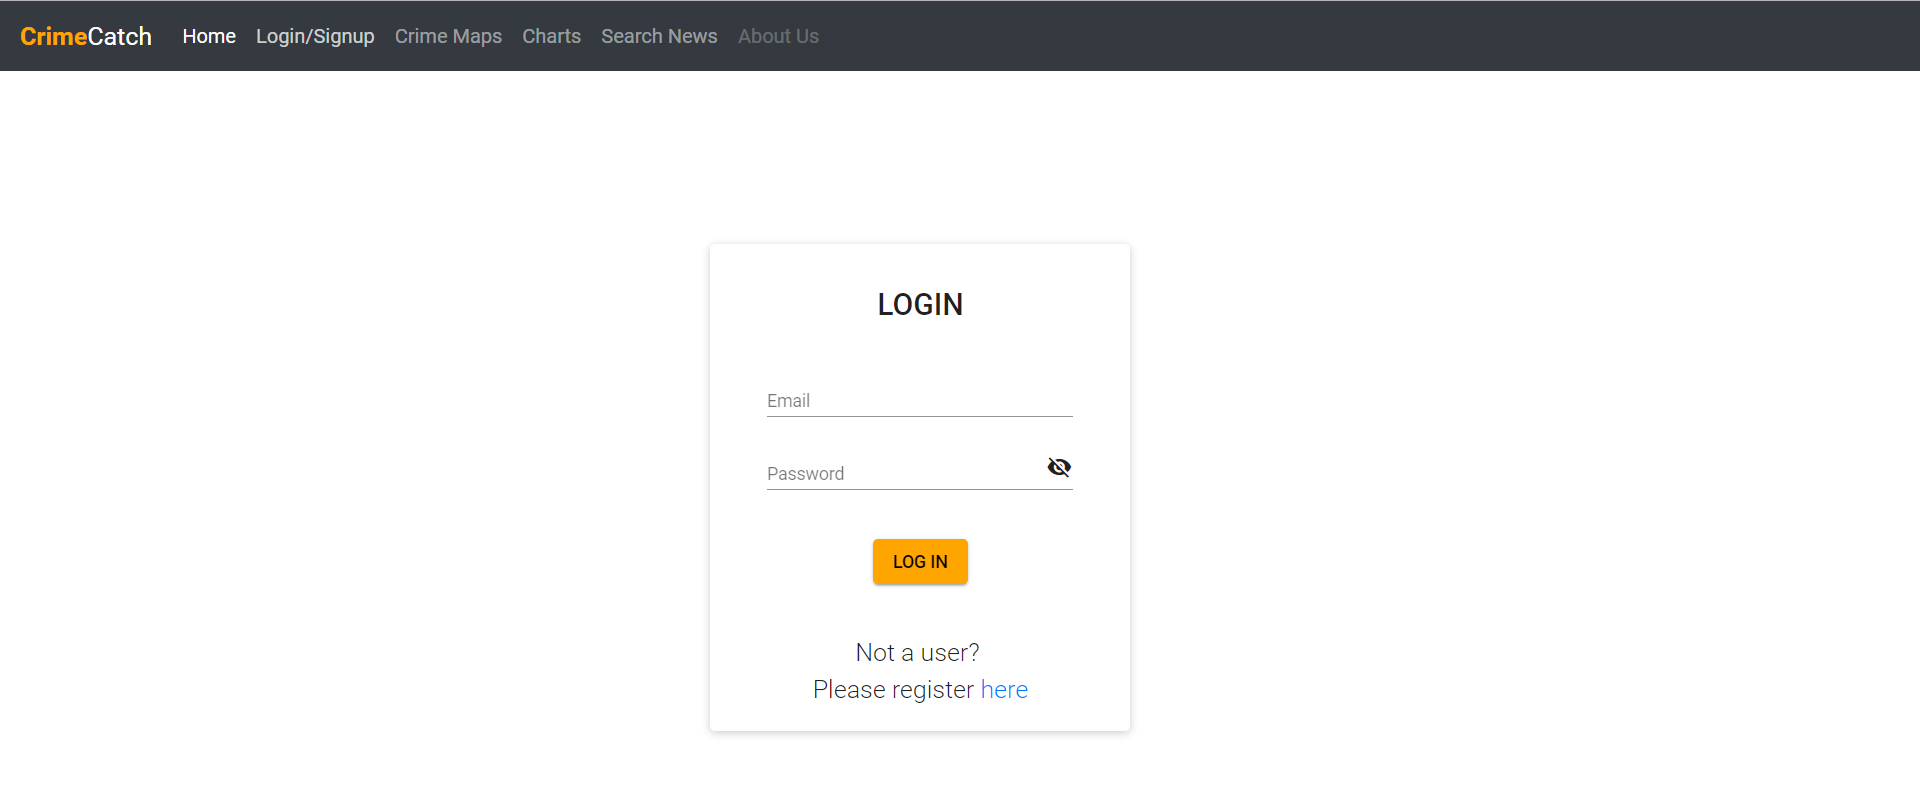 CrimeCatch Home Login/Signup Crime Maps Charts Search News About Us
LOGIN
Email
Password
LOG IN
Not a user?
Please register here